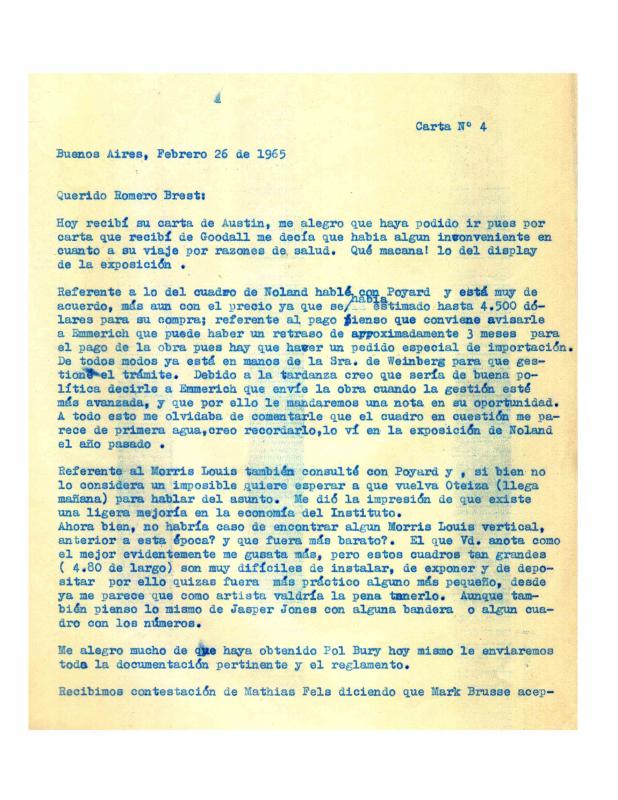 Carta Nº 4
Buenos Aires, Febrero 26 de 1965
Querido Romero Brest:
Hoy recibí su carta de Austin, me alegro que haya podido ir pues por
carta que recibí de Goodall me decía que habia algun inconveniente en
cuanto a su viaje por razones de salud. Qué macana! lo del display
de la exposición .
Referente a lo del cuadro de Noland hablé con Poyard y está muy de
acuerdo, más aun con el precio ya que se/había estimado hasta 4.500 dó-
lares para su compra; referente al pago pienso que conviene avisarle
a Emmerich que puede haber un retraso de aproximadamente 3 meses para
el pago de la obra pues hay que haver un pedido especial de importación.
De todos modos ya está en manos de la Sra. de Weinberg para que ges-
tione el trámite. Debido a la tardanza creo que sería de buena po-
lítica decirle a Emmerich que envíe la obra cuando la gestión esté
más avanzada, y que por ello le mandaremos una nota en su oportunidad.
A todo esto me olvidaba de comentarle que el cuadro en cuestión me pa-
rece de primera agua,creo recordarlo,lo ví en la exposición de Noland
el año pasado .
Referente al Morris Louis también consulté con Poyard y , si bien no
lo considera un imposible quiere esperar a que vuelva Oteiza (llega
mañana) para hablar del asunto. Me dió la impresión de que existe
una ligera mejoría en la economía del Instituto.
Ahora bien, no habría caso de encontrar algun Morris Louis vertical,
anterior a esta época? y que fuera más barato?. El que Vd. anota como
el mejor evidentemente me gusata más, pero estos cuadros tan grandes
( 4.80 de largo) son muy difíciles de instalar, de exponer y de depo-
sitar por ello quizas fuera más práctico alguno más pequeño, desde
ya me parece que como artista valdría la pena tenerlo. Aunque tam-
bién pienso lo mismo de Jasper Jones con alguna bandera o algun cua-
dro con los números.
Me alegro mucho de que haya obtenido Pol Bury hoy mismo le enviaremos
toda la documentación pertinente y el reglamento.
Recibimos contestación de Mathias Fels diciendo que Mark Brusse acep-